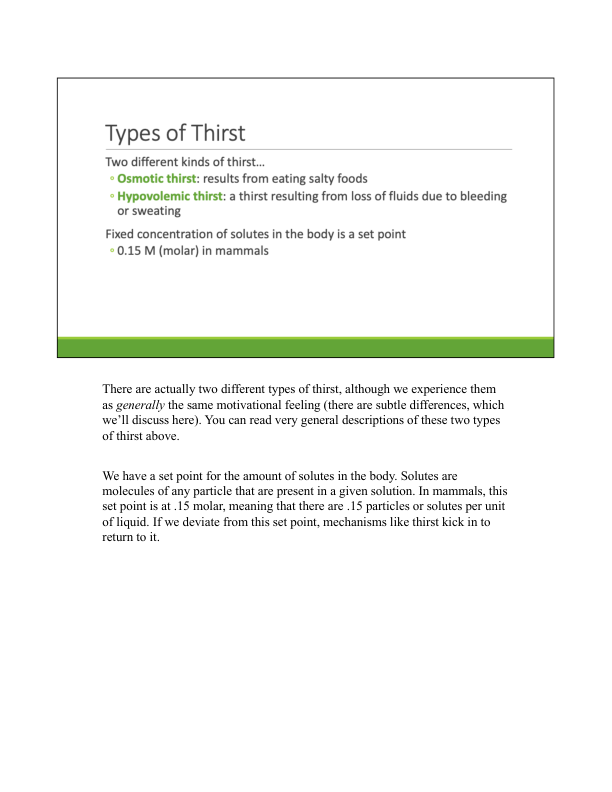 Types of Thirst
Two different kinds of thirst…
◦ Osmotic thirst: results from eating salty foods
◦ Hypovolemic thirst: a thirst resulting from loss of fluids due to bleeding
or sweating
Fixed concentration of solutes in the body is a set point
◦ 0.15 M (molar) in mammals
There are actually two different types of thirst, although we experience them
as generally the same motivational feeling (there are subtle differences, which
we’ll discuss here). You can read very general descriptions of these two types
of thirst above.
We have a set point for the amount of solutes in the body. Solutes are
molecules of any particle that are present in a given solution. In mammals, this
set point is at .15 molar, meaning that there are .15 particles or solutes per unit
of liquid. If we deviate from this set point, mechanisms like thirst kick in to
return to it.